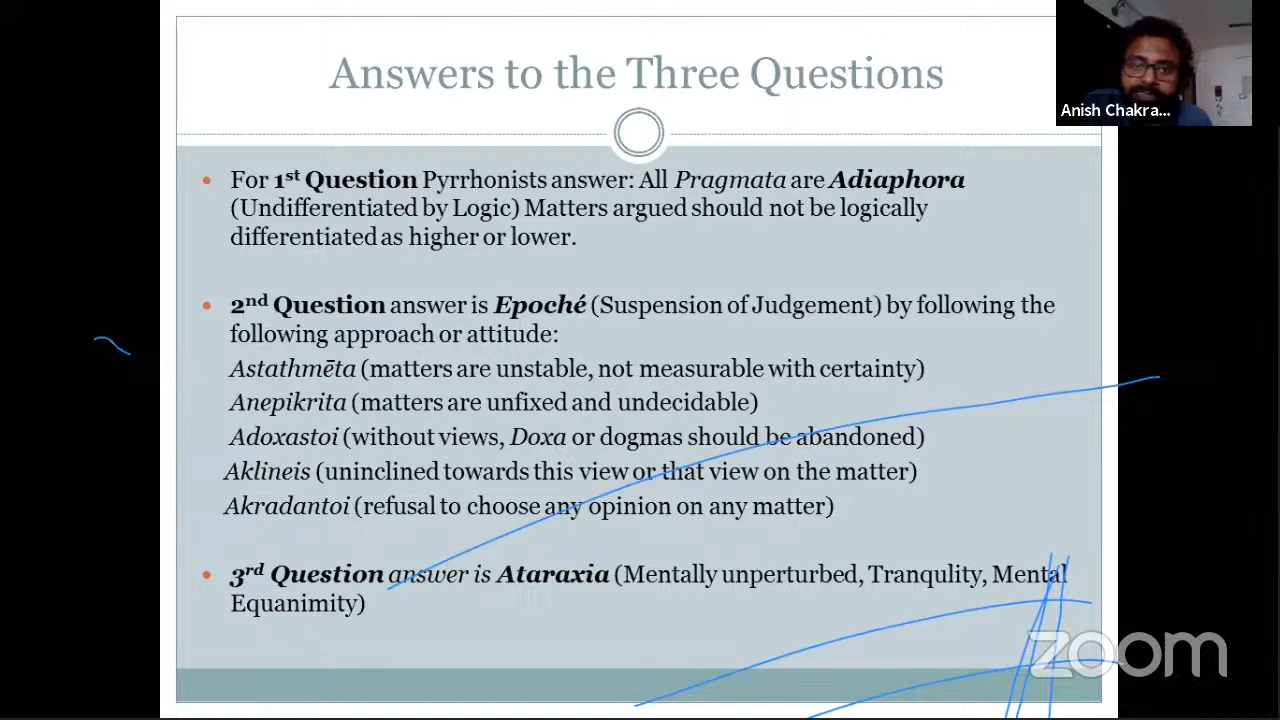 Answers to the Three Questions
Anish Chakra...
For 1st Question Pyrrhonists answer: All Pragmata are Adiaphora
(Undifferentiated by Logic) Matters argued should not be logically
differentiated as higher or lower.
2nd Question answer is Epoché (Suspension of Judgement) by following the
following approach or attitude:
Astathmēta (matters are unstable, not measurable with certainty)
Anepikrita (matters are unfixed and undecidable)
Adoxastoi (without views, Doxa or dogmas should be abandoned)
Aklineis (uninclined towards this view or that view on the matter)
Akradantoi (refusal to choose any opinion on any matter)
3rd Question answer is Ataraxia (Mentally unperturbed, Tranqulity, Mental
Equanimity)
zoom